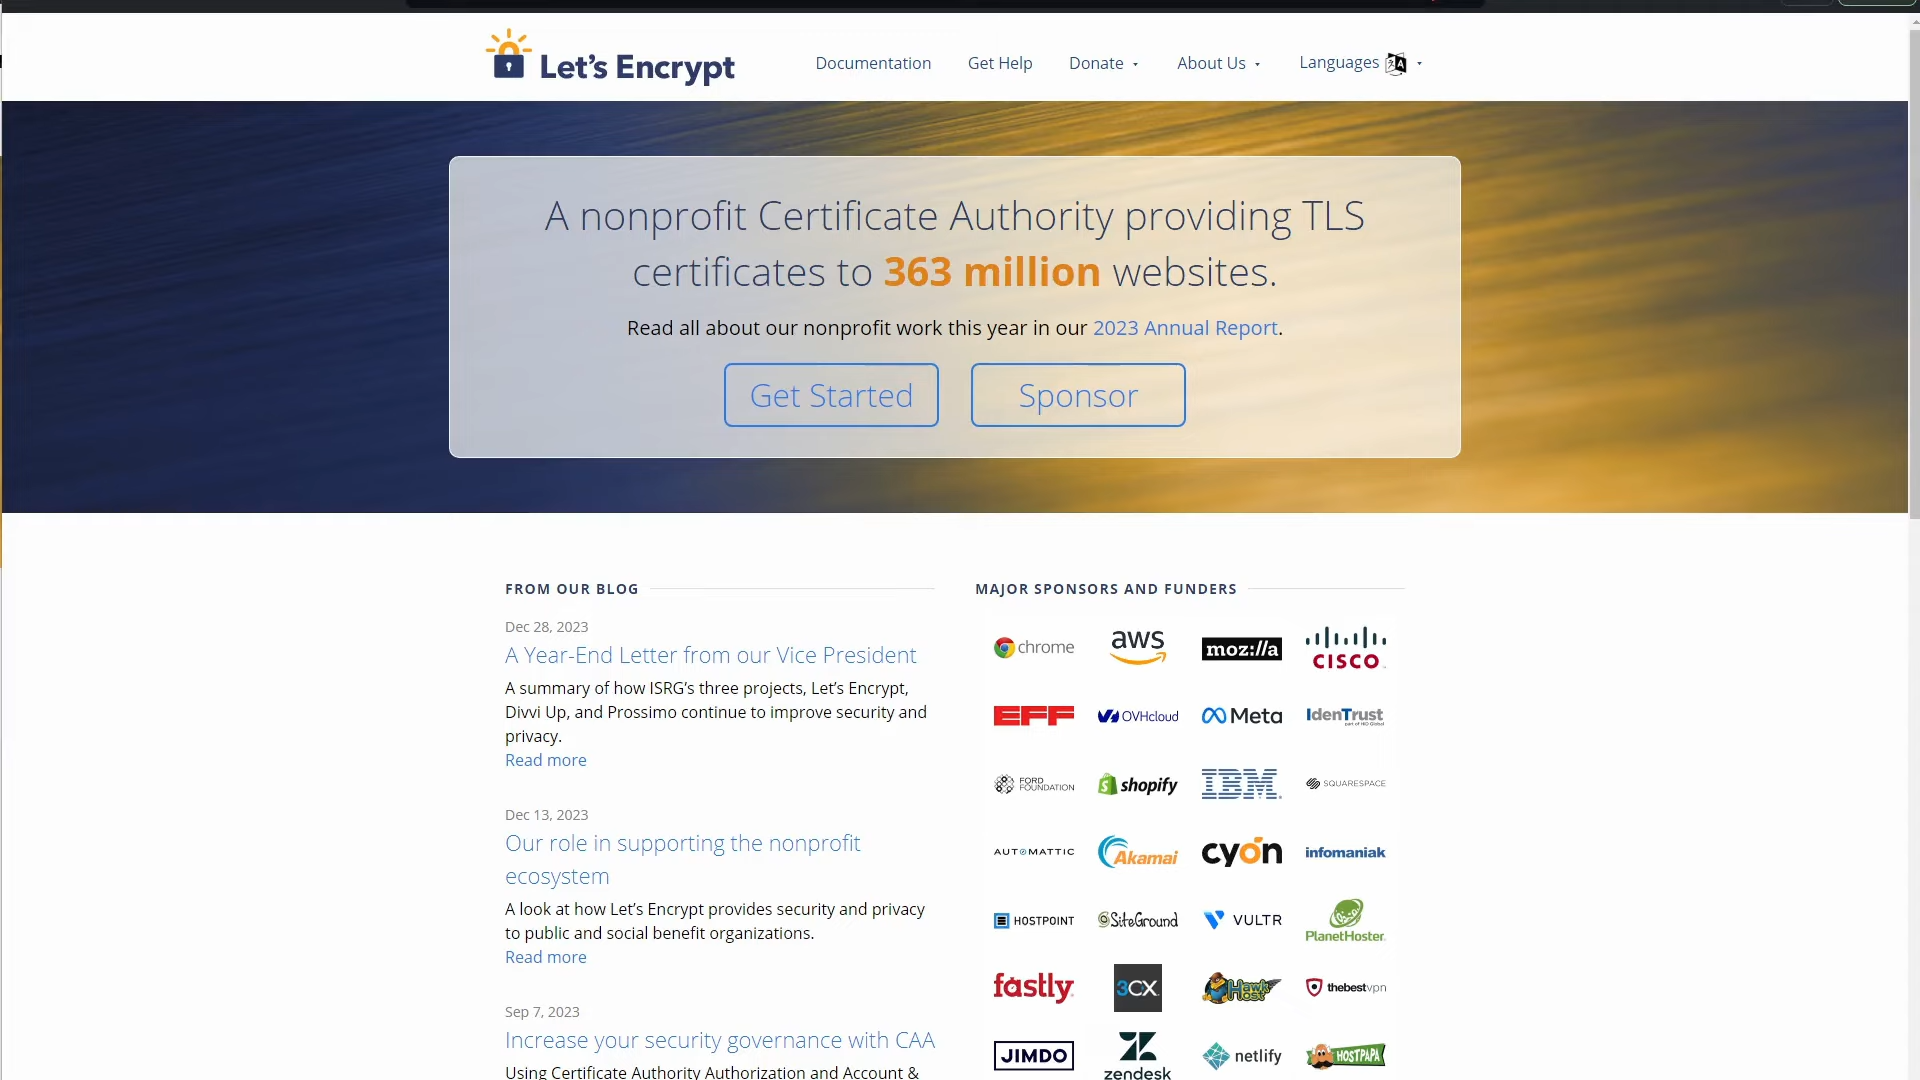 Let's Encrypt
Documentation
Get Help
Donate
About Us
Languages
A nonprofit Certificate Authority providing TLS
certificates to 363 million websites.
Read all about our nonprofit work this year in our 2023 Annual Report.
Get Started
Sponsor
FROM OUR BLOG
Dec 28, 2023
A Year-End Letter from our Vice President
A summary of how ISRG’s three projects, Let’s Encrypt,
Divvi Up, and Prossimo continue to improve security and
privacy.
Read more
Dec 13, 2023
Our role in supporting the nonprofit
ecosystem
A look at how Let’s Encrypt provides security and privacy
to public and social benefit organizations.
Read more
Sep 7, 2023
Increase your security governance with CAA
Using Certificate Authority Authorization and Account &
MAJOR SPONSORS AND FUNDERS
chrome
aws
moz://a
CISCO
EFF
OVHcloud
Meta
IdenTrust
part of HID Global
FORD
FOUNDATION
shopify
IBM
SQUARESPACE
AUTOMATTIC
Akamai
cyon
infomaniak
HOSTPOINT
SiteGround
VULTR
PlanetHoster
fastly
3CX
Hawk
Host
thebestvpn
JIMDO
zendesk
netlify
HOSTPAPA